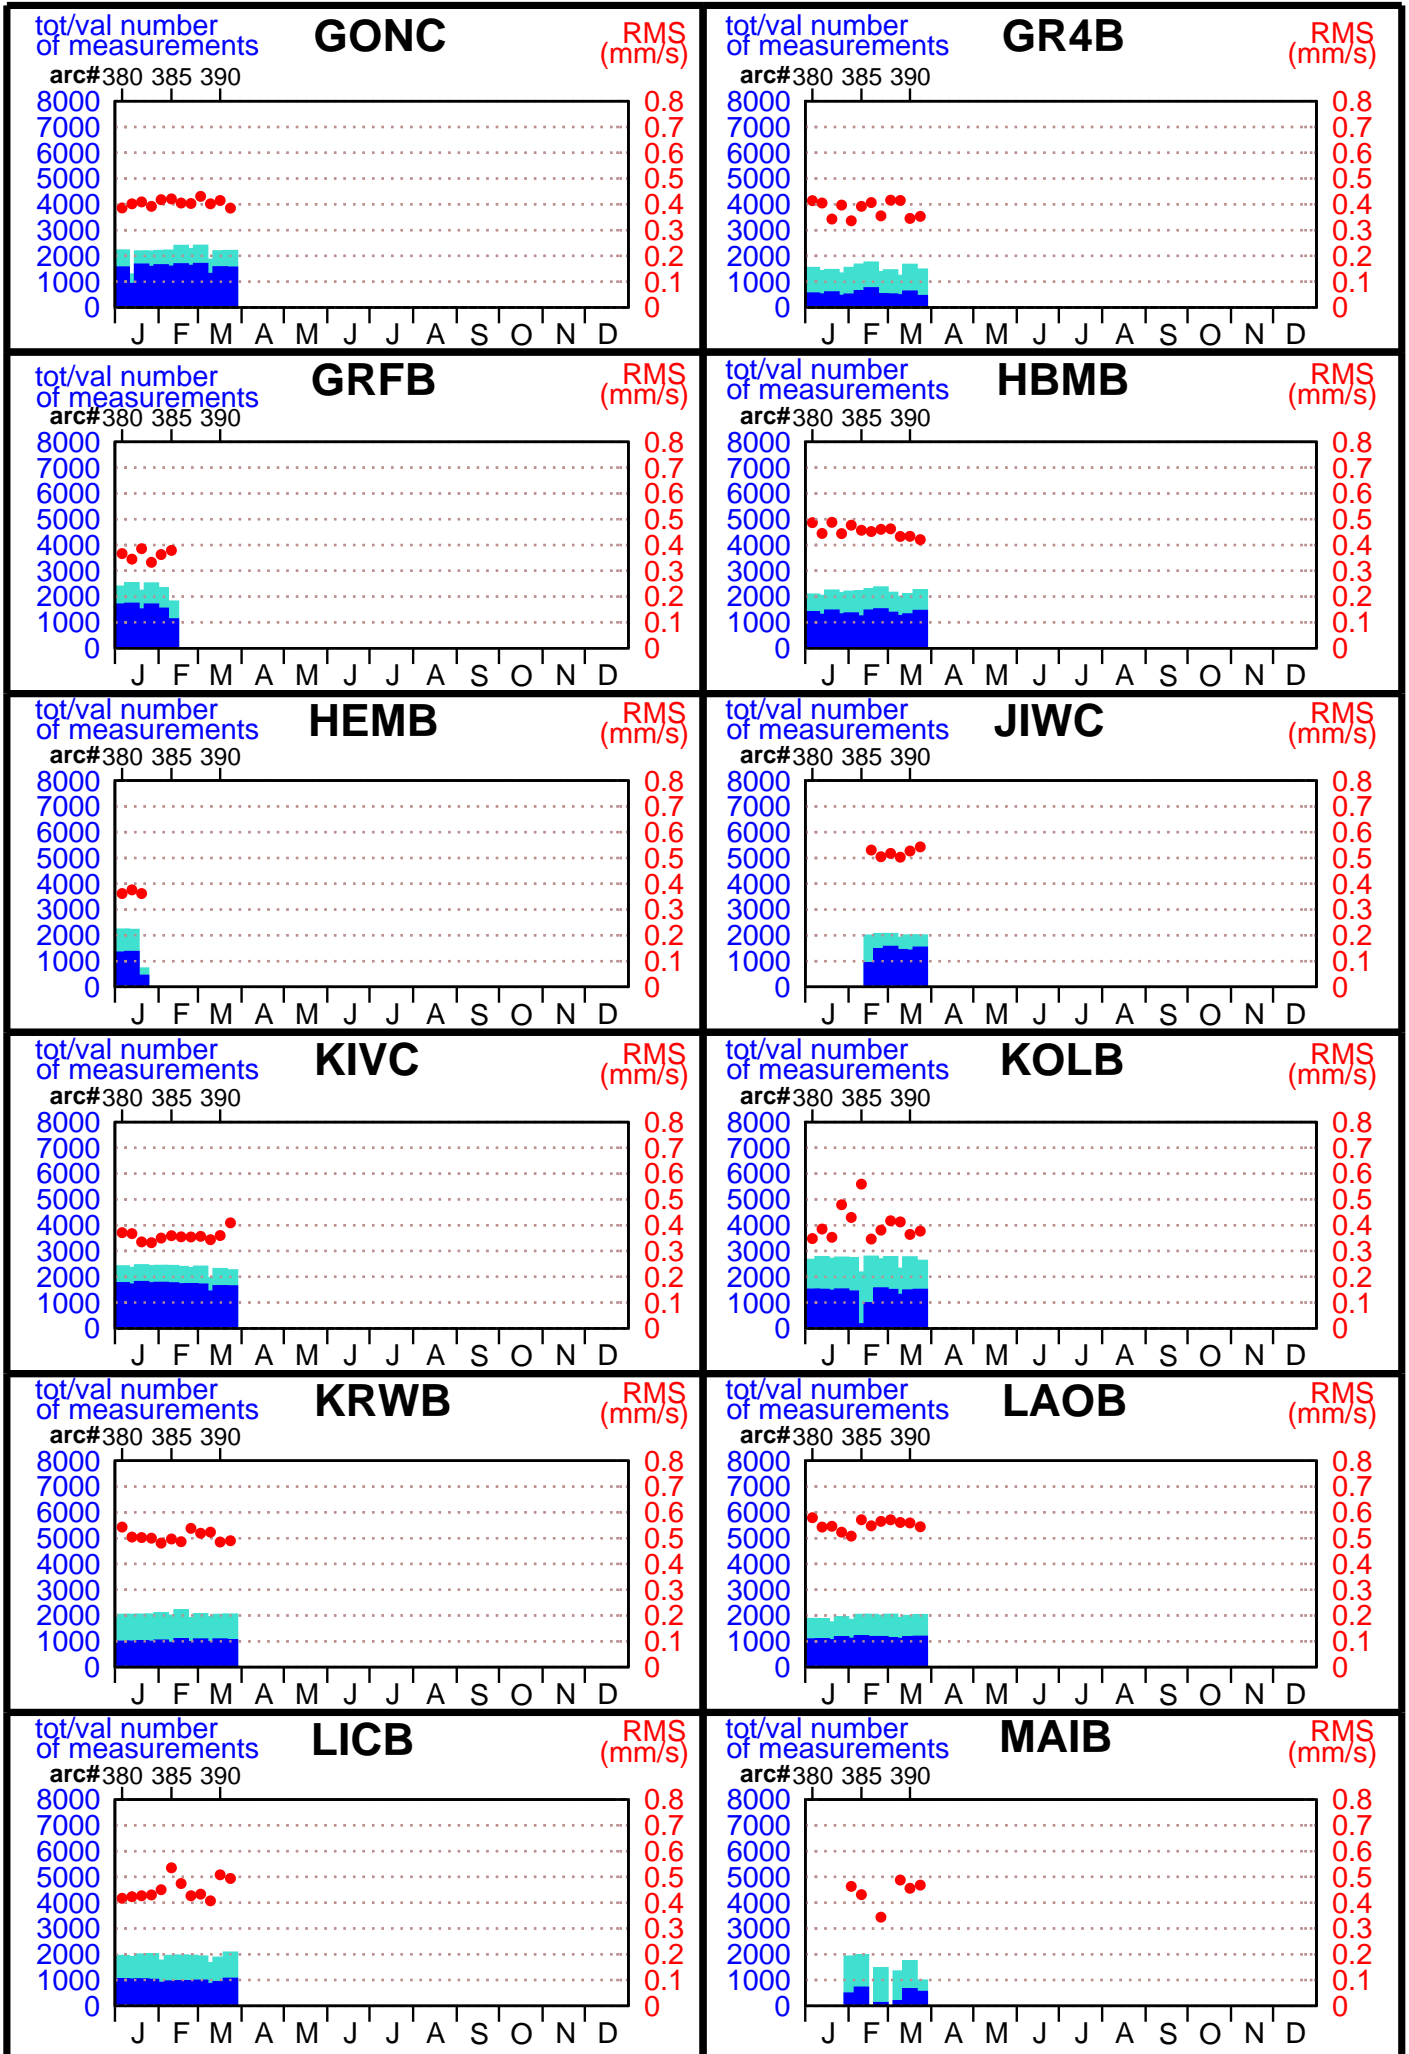 tot/val number
of measurements
GONC
RMS
(mm/s)
arc# 380 385 390
8000 0.8
7000 0.7
6000 0.6
5000 0.5
4000 0.4
3000 0.3
2000 0.2
1000 0.1
0 0
J F M A M J J A S O N D
tot/val number
of measurements
GR4B
RMS
(mm/s)
arc# 380 385 390
8000 0.8
7000 0.7
6000 0.6
5000 0.5
4000 0.4
3000 0.3
2000 0.2
1000 0.1
0 0
J F M A M J J A S O N D
tot/val number
of measurements
GRFB
RMS
(mm/s)
arc# 380 385 390
8000 0.8
7000 0.7
6000 0.6
5000 0.5
4000 0.4
3000 0.3
2000 0.2
1000 0.1
0 0
J F M A M J J A S O N D
tot/val number
of measurements
HBMB
RMS
(mm/s)
arc# 380 385 390
8000 0.8
7000 0.7
6000 0.6
5000 0.5
4000 0.4
3000 0.3
2000 0.2
1000 0.1
0 0
J F M A M J J A S O N D
tot/val number
of measurements
HEMB
RMS
(mm/s)
arc# 380 385 390
8000 0.8
7000 0.7
6000 0.6
5000 0.5
4000 0.4
3000 0.3
2000 0.2
1000 0.1
0 0
J F M A M J J A S O N D
tot/val number
of measurements
JIWC
RMS
(mm/s)
arc# 380 385 390
8000 0.8
7000 0.7
6000 0.6
5000 0.5
4000 0.4
3000 0.3
2000 0.2
1000 0.1
0 0
J F M A M J J A S O N D
tot/val number
of measurements
KIVC
RMS
(mm/s)
arc# 380 385 390
8000 0.8
7000 0.7
6000 0.6
5000 0.5
4000 0.4
3000 0.3
2000 0.2
1000 0.1
0 0
J F M A M J J A S O N D
tot/val number
of measurements
KOLB
RMS
(mm/s)
arc# 380 385 390
8000 0.8
7000 0.7
6000 0.6
5000 0.5
4000 0.4
3000 0.3
2000 0.2
1000 0.1
0 0
J F M A M J J A S O N D
tot/val number
of measurements
KRWB
RMS
(mm/s)
arc# 380 385 390
8000 0.8
7000 0.7
6000 0.6
5000 0.5
4000 0.4
3000 0.3
2000 0.2
1000 0.1
0 0
J F M A M J J A S O N D
tot/val number
of measurements
LAOB
RMS
(mm/s)
arc# 380 385 390
8000 0.8
7000 0.7
6000 0.6
5000 0.5
4000 0.4
3000 0.3
2000 0.2
1000 0.1
0 0
J F M A M J J A S O N D
tot/val number
of measurements
LICB
RMS
(mm/s)
arc# 380 385 390
8000 0.8
7000 0.7
6000 0.6
5000 0.5
4000 0.4
3000 0.3
2000 0.2
1000 0.1
0 0
J F M A M J J A S O N D
tot/val number
of measurements
MAIB
RMS
(mm/s)
arc# 380 385 390
8000 0.8
7000 0.7
6000 0.6
5000 0.5
4000 0.4
3000 0.3
2000 0.2
1000 0.1
0 0
J F M A M J J A S O N D